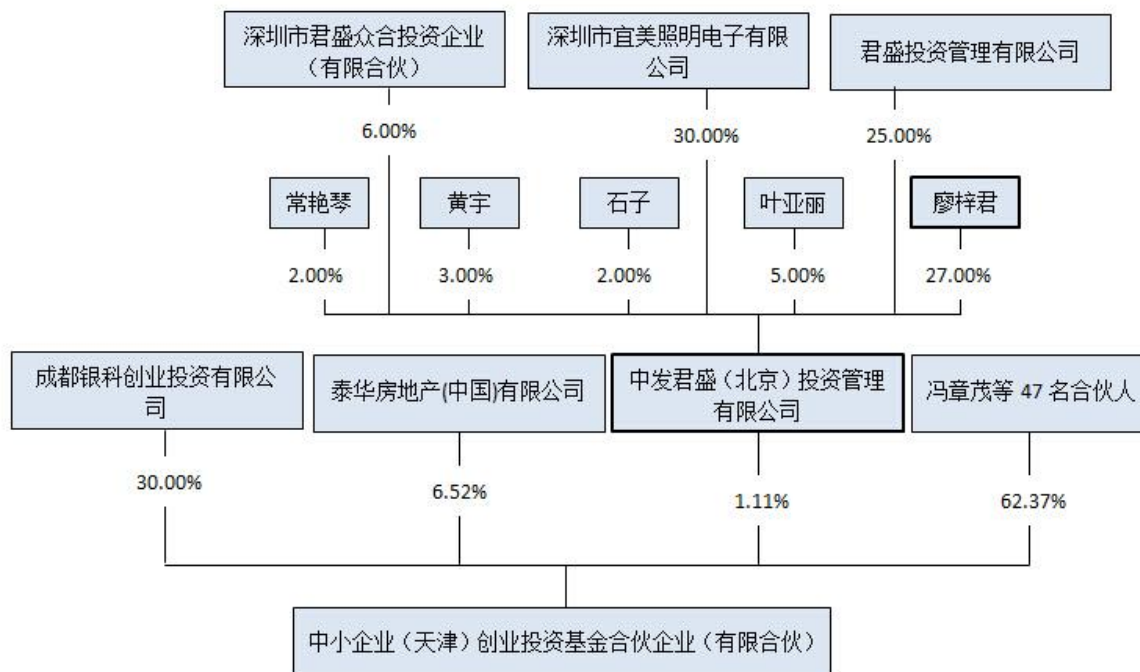 深圳市君盛众合投资企业
（有限合伙）
深圳市宜美照明电子有限
公司
君盛投资管理有限公司
6.00%
30.00%
25.00%
常艳琴
黄宇
石子
叶亚丽
廖梓君
2.00%
3.00%
2.00%
5.00%
27.00%
成都银科创业投资有限公
司
泰华房地产(中国)有限公司
中发君盛（北京）投资管理
有限公司
冯章茂等 47 名合伙人
30.00%
6.52%
1.11%
62.37%
中小企业（天津）创业投资基金合伙企业（有限合伙）